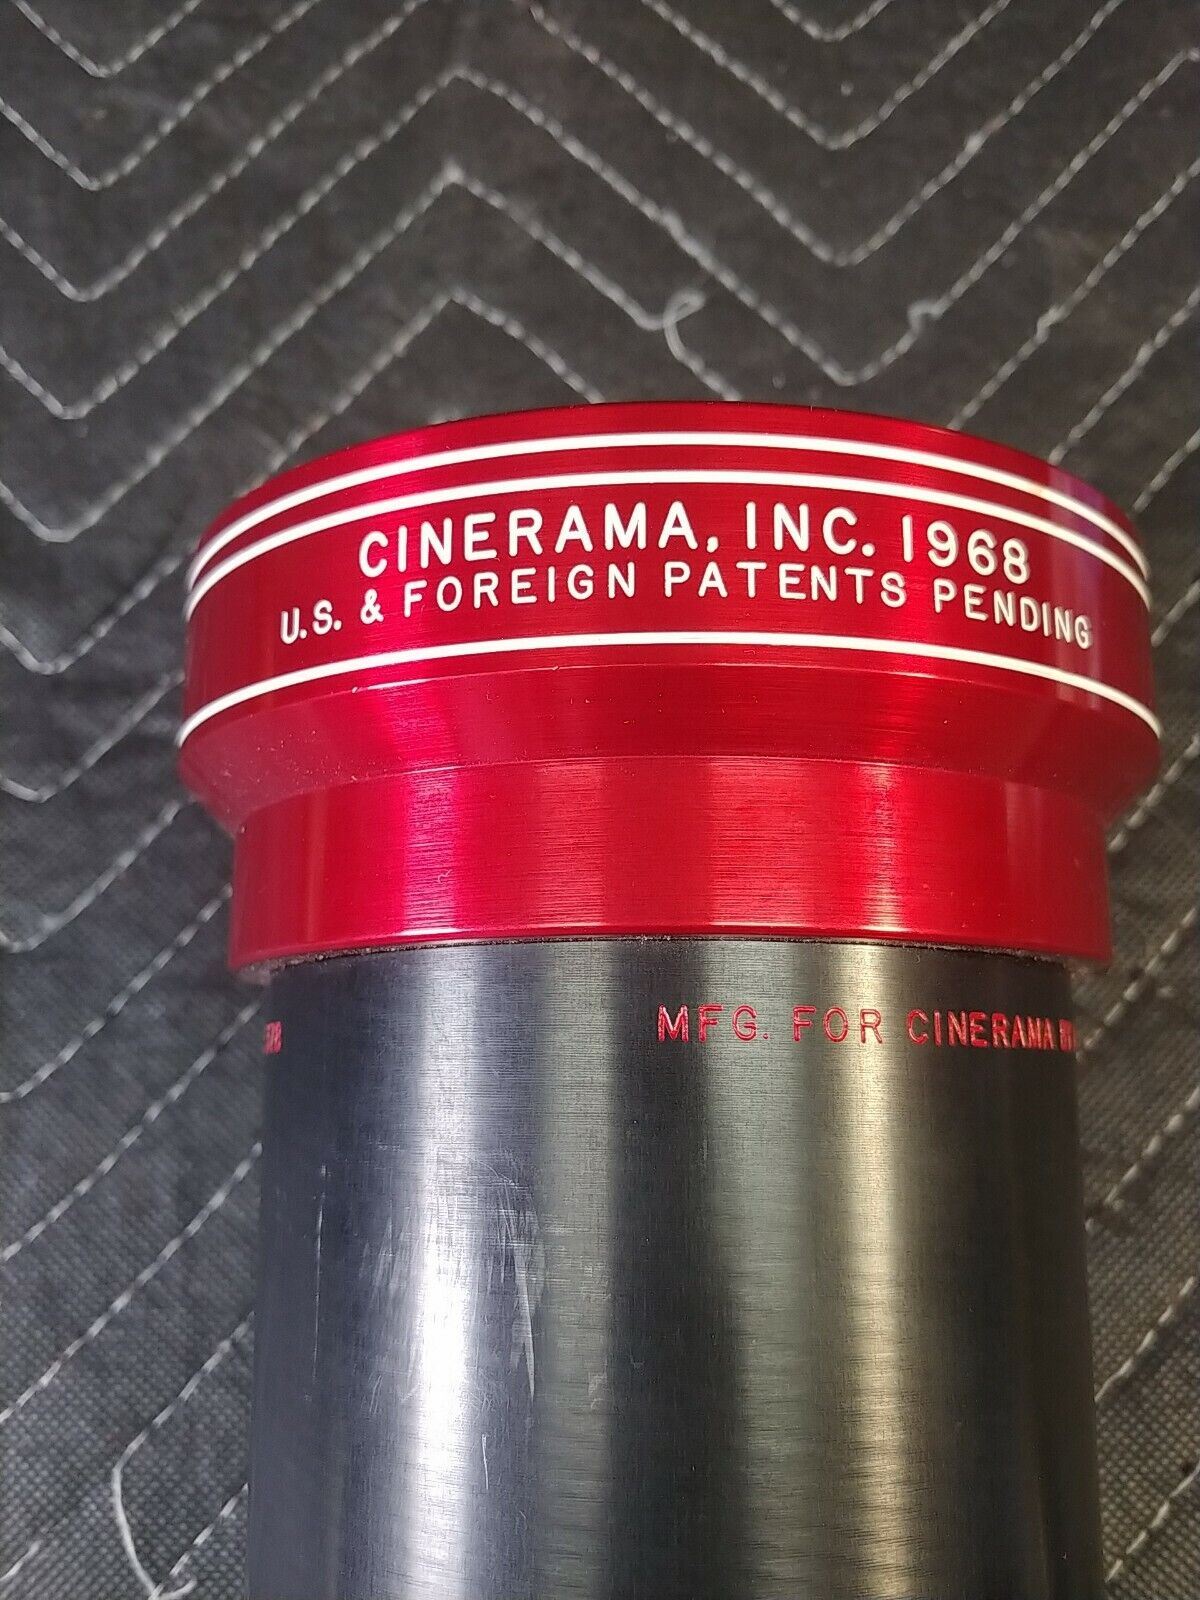 CINERAMA, INC. 1968
U.S. & FOREIGN PATENTS PENDING
MFG. FOR CINERAMA